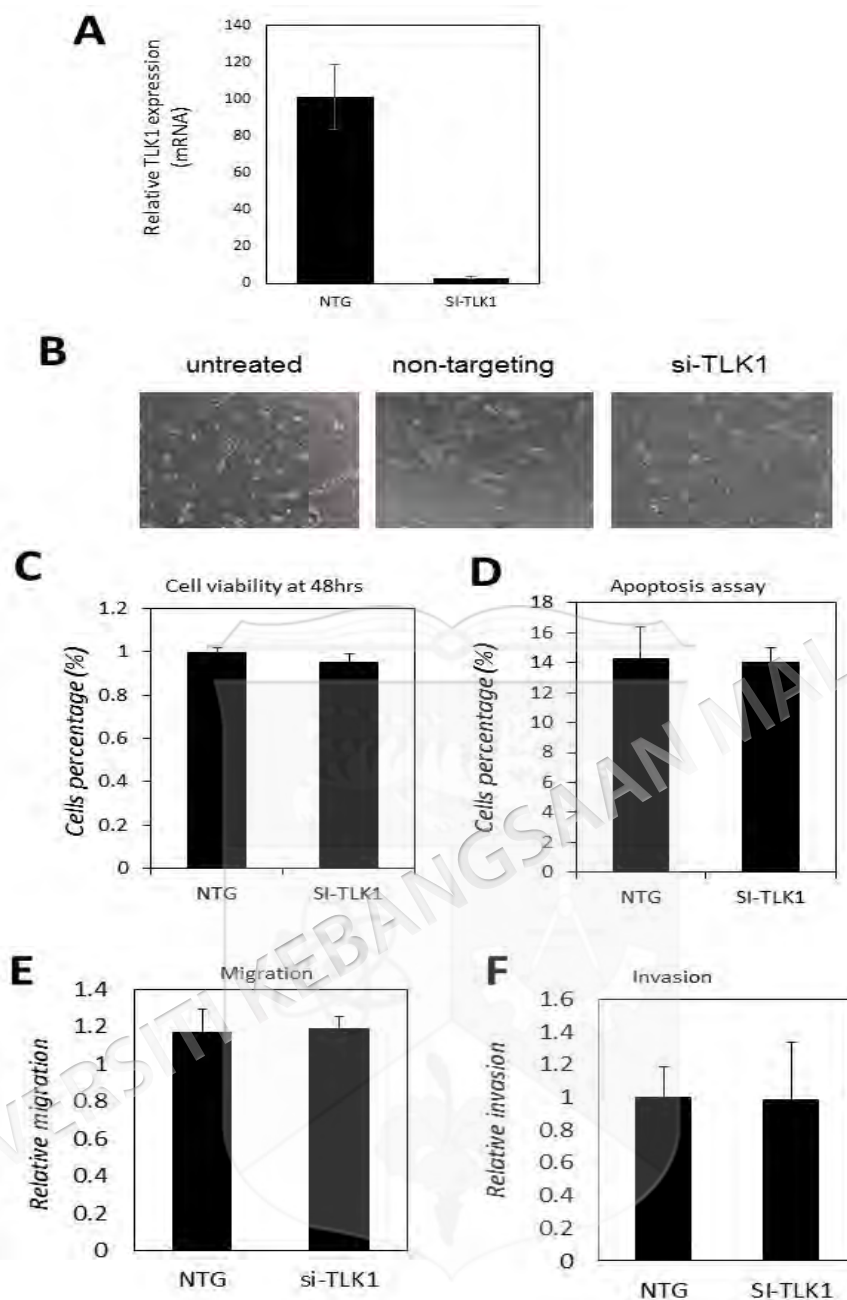 A
Relative TLK1 expression
(mRNA)
140
120
100
80
60
40
20
0
NTG SI-TLK1
B
untreated non-targeting si-TLK1
C
Cell viability at 48hrs
Cells percentage (%)
1.2
1
0.8
0.6
0.4
0.2
0
NTG SI-TLK1
D
Apoptosis assay
Cells percentage (%)
18
16
14
12
10
8
6
4
2
0
NTG SI-TLK1
E
Migration
Relative migration
1.4
1.2
1
0.8
0.6
0.4
0.2
0
NTG si-TLK1
F
Invasion
Relative invasion
1.6
1.4
1.2
1
0.8
0.6
0.4
0.2
0
NTG SI-TLK1
VERSITI KEBANGSAAN MAL